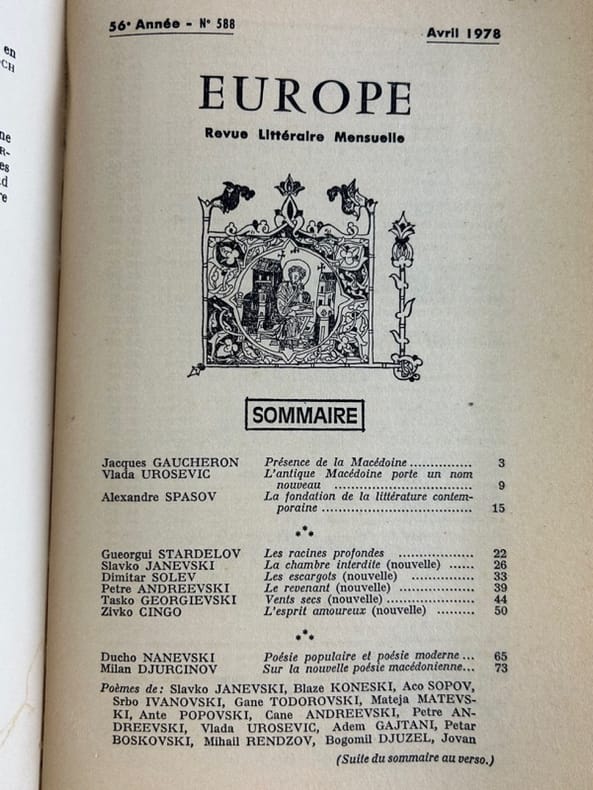 en
PCH
ne
R-
es
d
re
56e Année - N° 588
Avril 1978
EUROPE
Revue Littéraire Mensuelle
SOMMAIRE
Jacques GAUCHERON Présence de la Macédoine ............... 3
Vlada UROSEVIC L'antique Macédoine porte un nom
nouveau ............................ 9
Alexandre SPASOV La fondation de la littérature contem-
poraine .............................. 15
Gueorgui STARDELOV Les racines profondes .................. 22
Slavko JANEVSKI La chambre interdite (nouvelle) ...... 26
Dimitar SOLEV Les escargots (nouvelle) ............... 33
Petre ANDREEVSKI Le revenant (nouvelle) ................. 39
Tasko GEORGIEVSKI Vents secs (nouvelle) .................. 44
Zivko CINGO L'esprit amoureux (nouvelle) ......... 50
Ducho NANEVSKI Poésie populaire et poésie moderne ... 65
Milan DJURCINOV Sur la nouvelle poésie macédonienne... 73
Poèmes de : Slavko JANEVSKI, Blaze KONESKI, Aco SOPOV,
Srbo IVANOVSKI, Gane TODOROVSKI, Mateja MATEVS-
KI, Ante POPOVSKI, Cane ANDREEVSKI, Petre AN-
DREEVSKI, Vlada UROSEVIC, Adem GAJTANI, Petar
BOSKOVSKI, Mihail RENDZOV, Bogomil DJUZEL, Jovan
(Suite du sommaire au verso.)